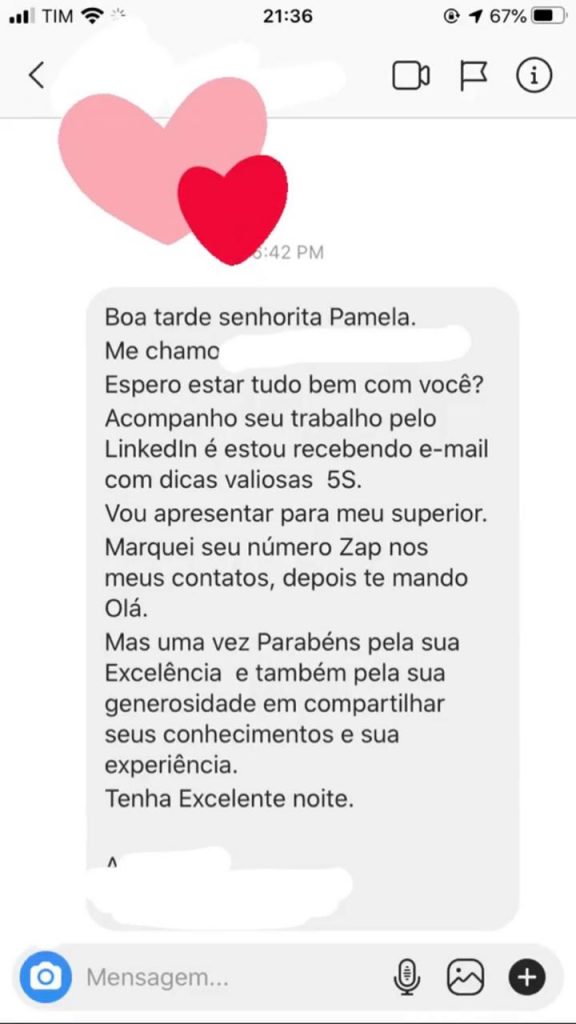 TIM
21:36
67%
:42 PM
Boa tarde senhorita Pamela.
Me chamo
Espero estar tudo bem com você?
Acompanho seu trabalho pelo
LinkedIn é estou recebendo e-mail
com dicas valiosas  5S.
Vou apresentar para meu superior.
Marquei seu número Zap nos
meus contatos, depois te mando
Olá.
Mas uma vez Parabéns pela sua
Excelência  e também pela sua
generosidade em compartilhar
seus conhecimentos e sua
experiência.
Tenha Excelente noite.
Mensagem...